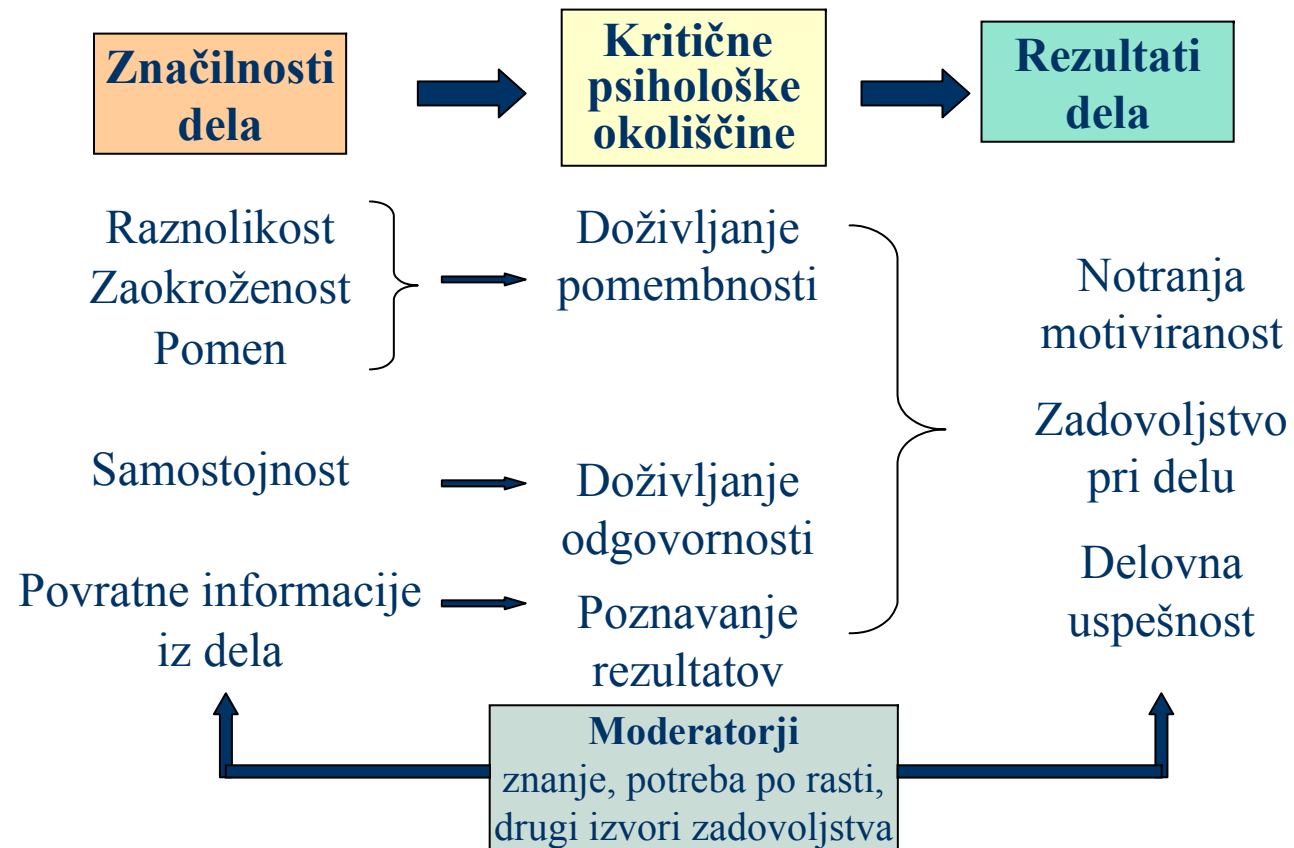 Značilnosti
dela
Kritične
psihološke
okoliščine
Rezultati
dela
Raznolikost
Zaokroženost
Pomen
Doživljanje
pomembnosti
Samostojnost
Doživljanje
odgovornosti
Povratne informacije
iz dela
Poznavanje
rezultatov
Notranja
motiviranost
Zadovoljstvo
pri delu
Delovna
uspešnost
Moderatorji
znanje, potreba po rasti,
drugi izvori zadovoljstva